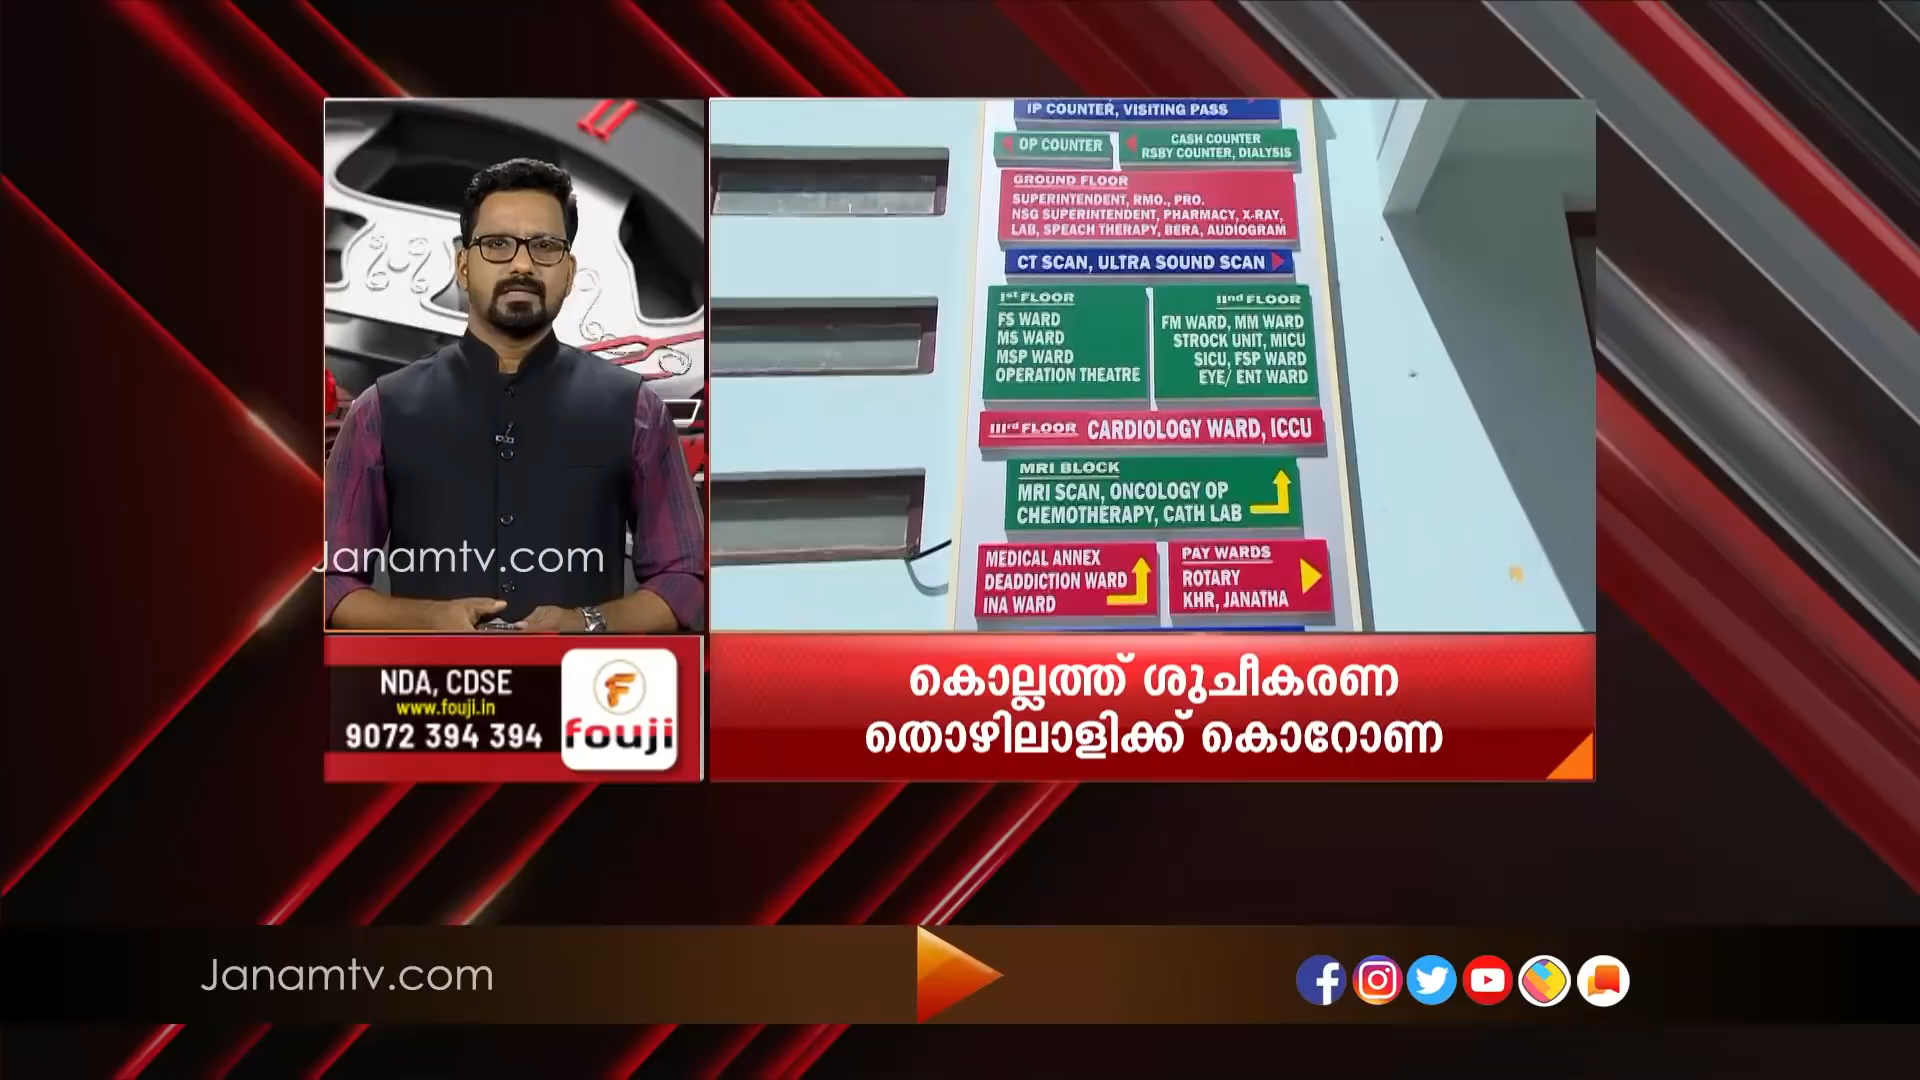 IP COUNTER, VISITING PASS
OP COUNTER
CASH COUNTER
RSBY COUNTER, DIALYSIS
GROUND FLOOR
SUPERINTENDENT, RMO., PRO.
NSG SUPERINTENDENT, PHARMACY, X-RAY,
LAB, SPEACH THERAPY, BERA, AUDIOGRAM
CT SCAN, ULTRA SOUND SCAN
Ist FLOOR
FS WARD
MS WARD
MSP WARD
OPERATION THEATRE
IInd FLOOR
FM WARD, MM WARD
STROCK UNIT, MICU
SICU, FSP WARD
EYE/ ENT WARD
IIIrd FLOOR CARDIOLOGY WARD, ICCU
MRI BLOCK
MRI SCAN, ONCOLOGY OP
CHEMOTHERAPY, CATH LAB
MEDICAL ANNEX
DEADDICTION WARD
INA WARD
PAY WARDS
ROTARY
KHR, JANATHA
Janamtv.com
NDA, CDSE
www.fouji.in
9072 394 394
fouji
കൊല്ലത്ത് ശുചീകരണ
തൊഴിലാളിക്ക് കൊറോണ
Janamtv.com